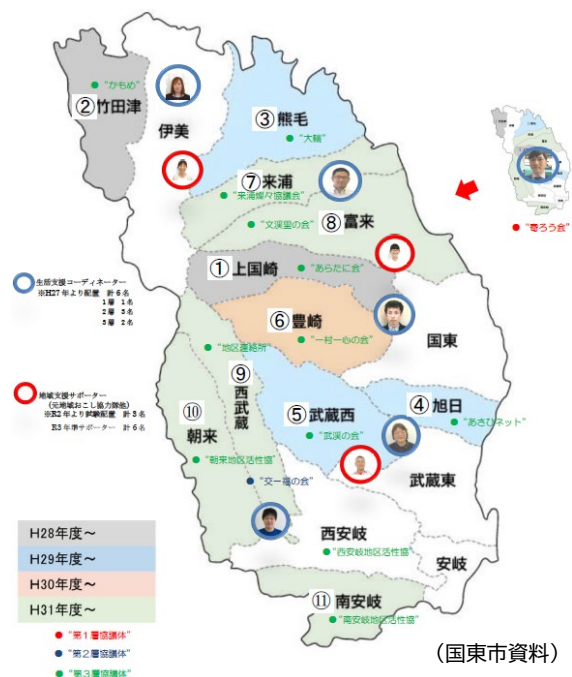 "かもめ"
②竹田津
伊美
③熊毛
"大輪"
⑦来浦
"来浦燦々協議会"
"文渓里の会"
⑧富来
"寄ろう会"
①上国崎
"あらたに会"
生活支援コーディネーター
※H27年より配置 計6名
1層 1名
2層 3名
3層 2名
⑥豊崎
"一村一心の会"
国東
"地区連絡所"
⑨西武蔵
地域支援サポーター
(元地域おこし協力隊他)
※R2年より試験配置 計3名
R3年準サポーター 計6名
⑩朝来
"朝来地区活性協"
⑤武蔵西
"武渓の会"
④旭日
"あさひネット"
武蔵東
"交一福の会"
西安岐
"西安岐地区活性協"
安岐
⑪南安岐
"南安岐地区活性協"
H28年度～
H29年度～
H30年度～
H31年度～
"第1層協議体"
"第2層協議体"
"第3層協議体"
(国東市資料)